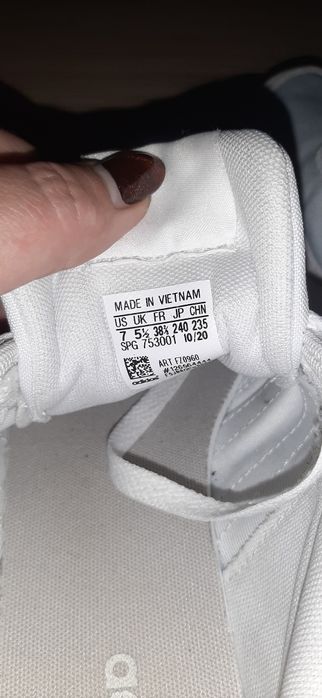 MADE IN VIETNAM
US UK FR JP CHN
7 5½ 38⅔ 240 235
SPG 753001 10/20
ART FZ0960
adidas